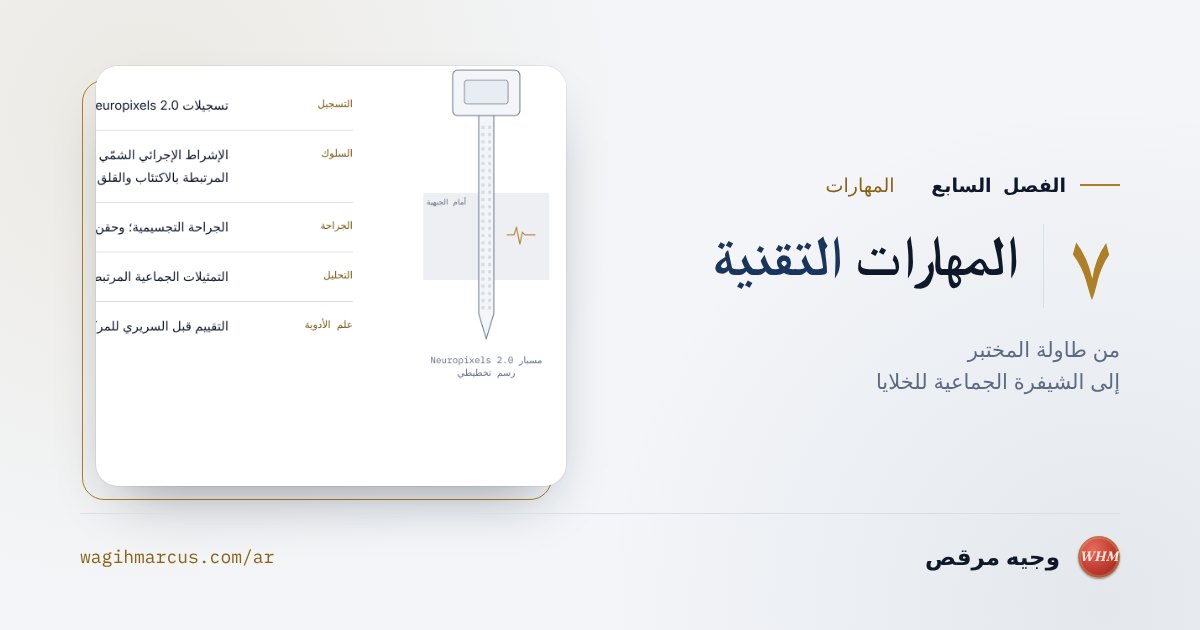 الفصل السابع المهارات
٧
المهارات التقنية
من طاولة المختبر
إلى الشيفرة الجماعية للخلايا
أمام الجبهية
مسبار Neuropixels 2.0
رسم تخطيطي
التسجيل
تسجيلات europixels 2.0
السلوك
الإشراط الإجرائي الشمّي
المرتبطة بالاكتئاب والقلق
الجراحة
الجراحة التجسيمية؛ وحقن
التحليل
التمثيلات الجماعية
علم الأدوية
التقييم قبل السريري
WHM
وجيه مرقص
wagihmarcus.com/ar